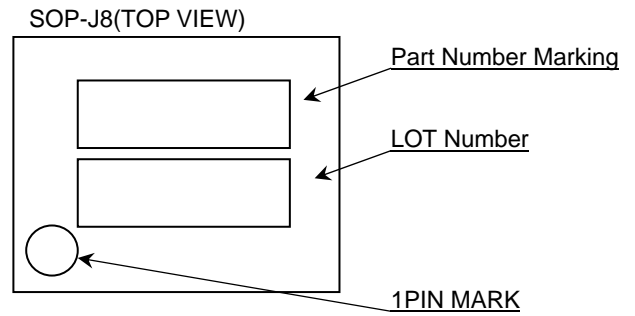 SOP-J8(TOP VIEW)
Part Number Marking
LOT Number
1PIN MARK